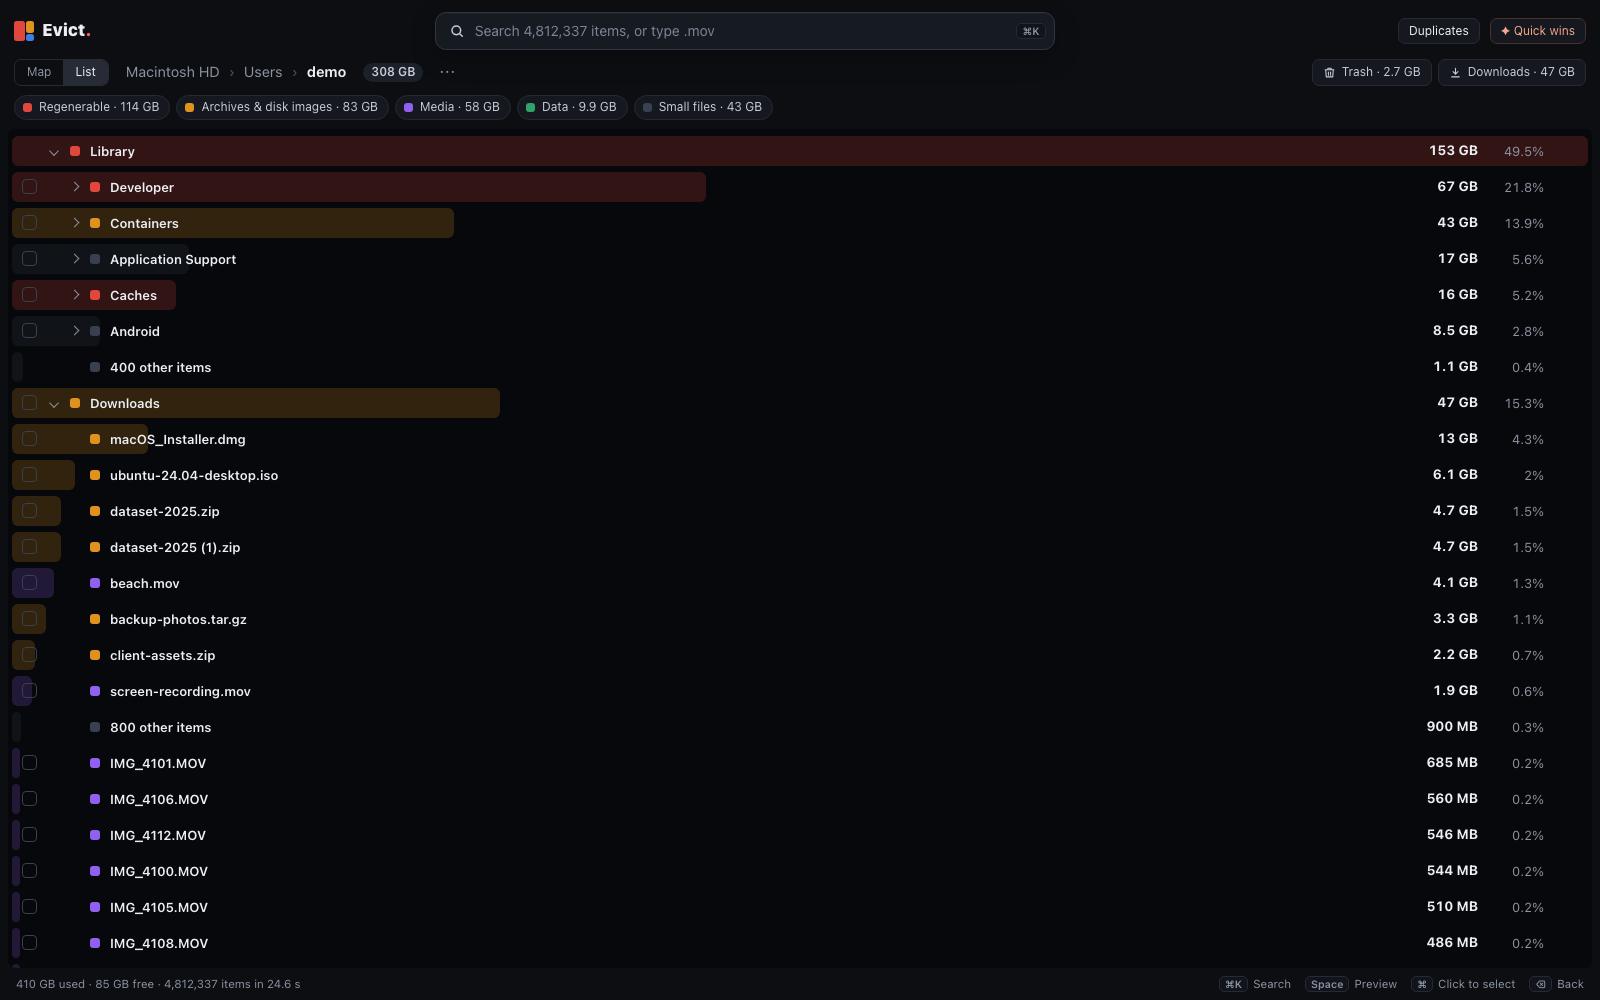 Evict.
Search 4,812,337 items, or type .mov
⌘K
Duplicates
✦ Quick wins
Map
List
Macintosh HD › Users › demo
308 GB
···
Trash · 2.7 GB
Downloads · 47 GB
Regenerable · 114 GB
Archives & disk images · 83 GB
Media · 58 GB
Data · 9.9 GB
Small files · 43 GB
Library 153 GB 49.5%
Developer 67 GB 21.8%
Containers 43 GB 13.9%
Application Support 17 GB 5.6%
Caches 16 GB 5.2%
Android 8.5 GB 2.8%
400 other items 1.1 GB 0.4%
Downloads 47 GB 15.3%
macOS_Installer.dmg 13 GB 4.3%
ubuntu-24.04-desktop.iso 6.1 GB 2%
dataset-2025.zip 4.7 GB 1.5%
dataset-2025 (1).zip 4.7 GB 1.5%
beach.mov 4.1 GB 1.3%
backup-photos.tar.gz 3.3 GB 1.1%
client-assets.zip 2.2 GB 0.7%
screen-recording.mov 1.9 GB 0.6%
800 other items 900 MB 0.3%
IMG_4101.MOV 685 MB 0.2%
IMG_4106.MOV 560 MB 0.2%
IMG_4112.MOV 546 MB 0.2%
IMG_4100.MOV 544 MB 0.2%
IMG_4105.MOV 510 MB 0.2%
IMG_4108.MOV 486 MB 0.2%
410 GB used · 85 GB free · 4,812,337 items in 24.6 s
⌘K Search
Space Preview
⌘ Click to select
⌫ Back